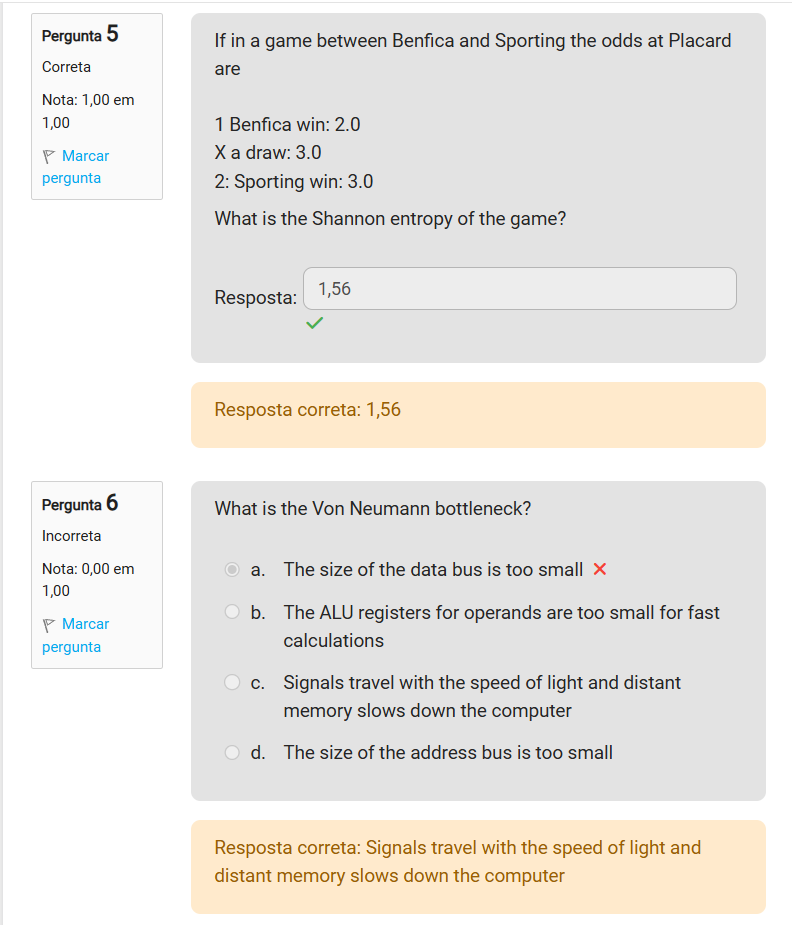 Pergunta 5
Correta
Nota: 1,00 em
1,00
Marcar
pergunta
If in a game between Benfica and Sporting the odds at Placard
are
1 Benfica win: 2.0
X a draw: 3.0
2: Sporting win: 3.0
What is the Shannon entropy of the game?
Resposta: 1,56
Resposta correta: 1,56
Pergunta 6
Incorreta
Nota: 0,00 em
1,00
Marcar
pergunta
What is the Von Neumann bottleneck?
a. The size of the data bus is too small
b. The ALU registers for operands are too small for fast
calculations
c. Signals travel with the speed of light and distant
memory slows down the computer
d. The size of the address bus is too small
Resposta correta: Signals travel with the speed of light and
distant memory slows down the computer